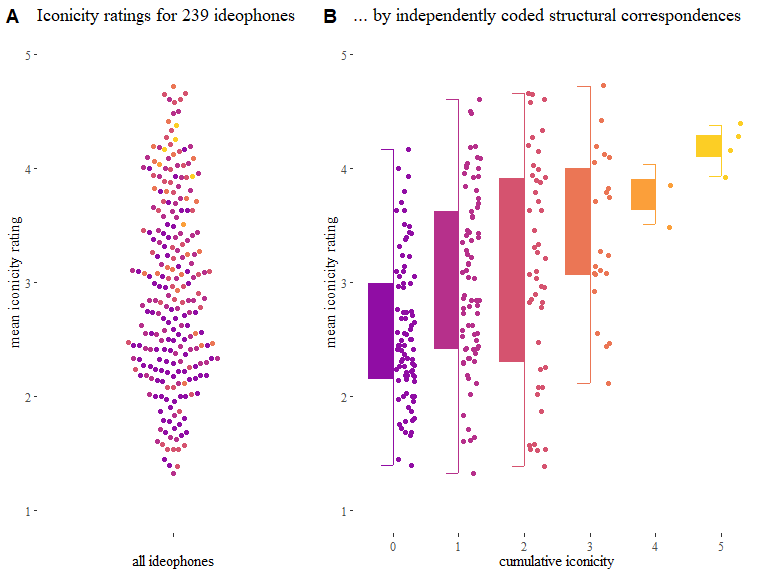 A Iconicity ratings for 239 ideophones
mean iconicity rating
5
4
3
2
1
all ideophones
B ... by independently coded structural correspondences
mean iconicity rating
5
4
3
2
1
0 1 2 3 4 5
cumulative iconicity